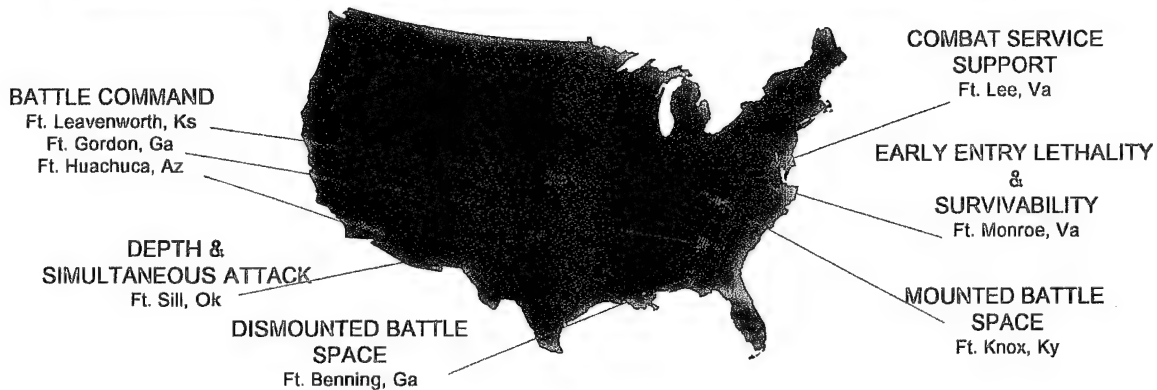 BATTLE COMMAND
Ft. Leavenworth, Ks
Ft. Gordon, Ga
Ft. Huachuca, Az
DEPTH &
SIMULTANEOUS ATTACK
Ft. Sill, Ok
DISMOUNTED BATTLE
SPACE
Ft. Benning, Ga
COMBAT SERVICE
SUPPORT
Ft. Lee, Va
EARLY ENTRY LETHALITY
&
SURVIVABILITY
Ft. Monroe, Va
MOUNTED BATTLE
SPACE
Ft. Knox, Ky